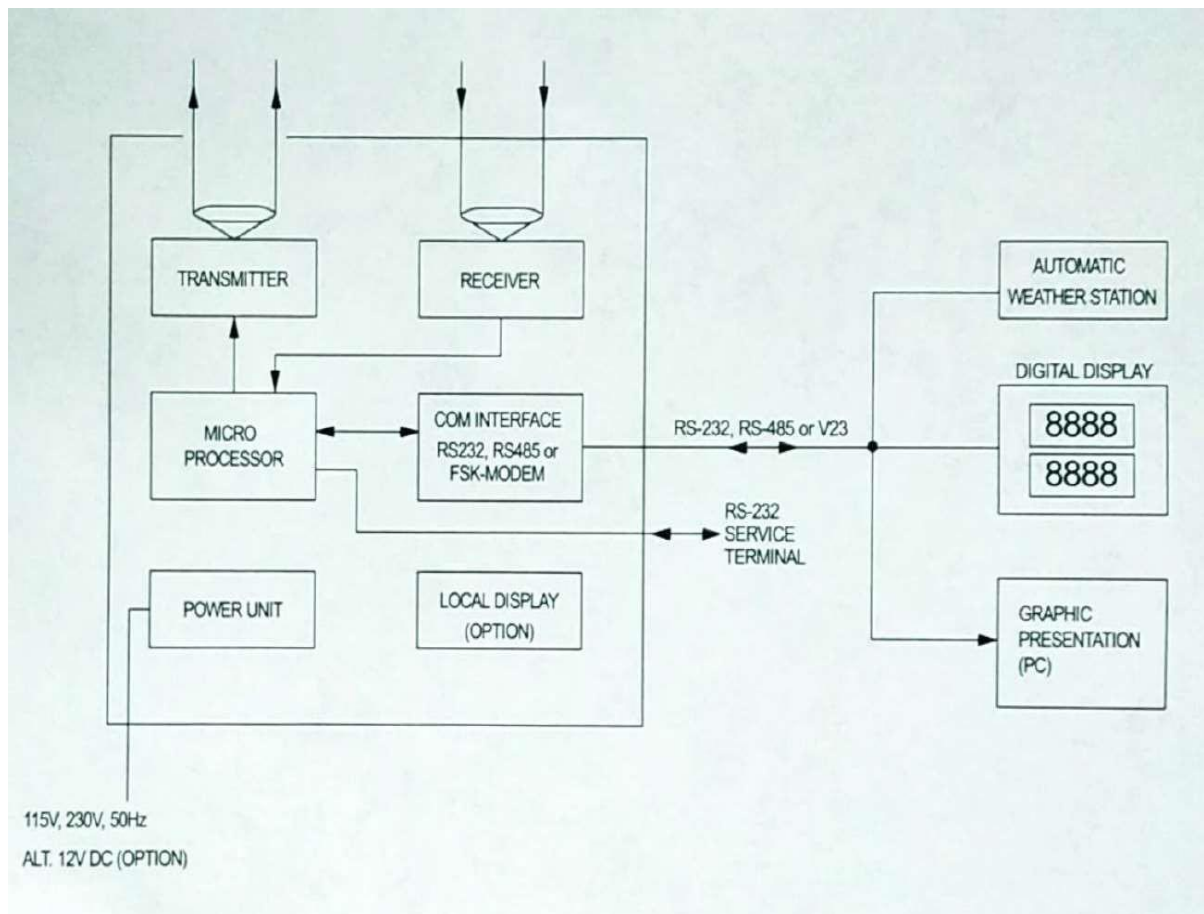 TRANSMITTER
RECEIVER
AUTOMATIC
WEATHER STATION
DIGITAL DISPLAY
8888
8888
MICRO
PROCESSOR
COM INTERFACE
RS232, RS485 or
FSK-MODEM
RS-232, RS-485 or V23
RS-232
SERVICE
TERMINAL
POWER UNIT
LOCAL DISPLAY
(OPTION)
GRAPHIC
PRESENTATION
(PC)
115V, 230V, 50Hz
ALT. 12V DC (OPTION)